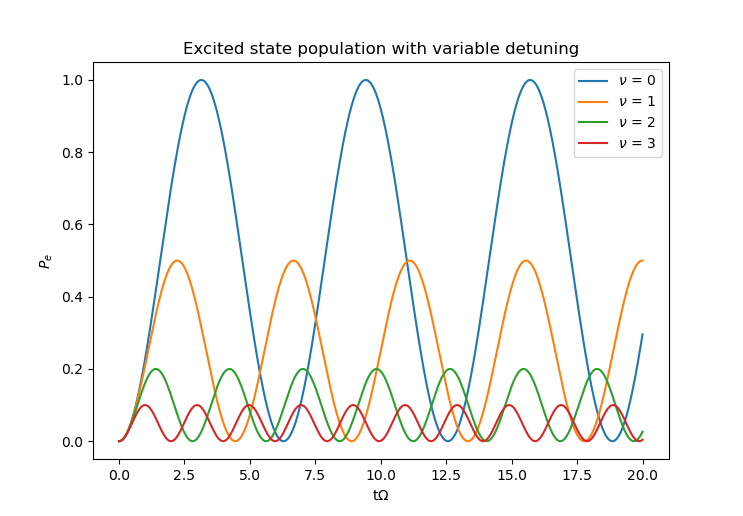 Excited state population with variable detuning
ν = 0
ν = 1
ν = 2
ν = 3
1.0
0.8
0.6
0.4
0.2
0.0
Pₑ
0.0 2.5 5.0 7.5 10.0 12.5 15.0 17.5 20.0
tΩ